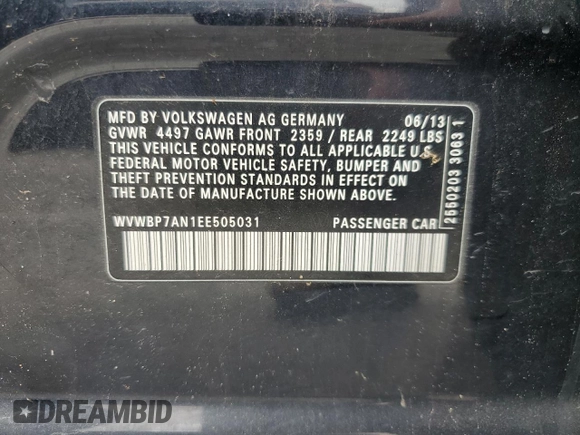 MFD BY VOLKSWAGEN AG GERMANY 06/13
GVWR 4497 GAWR FRONT 2359 / REAR 2249 LBS
THIS VEHICLE CONFORMS TO ALL APPLICABLE U.S.
FEDERAL MOTOR VEHICLE SAFETY, BUMPER AND
THEFT PREVENTION STANDARDS IN EFFECT ON
THE DATE OF MANUFACTURE SHOWN ABOVE.
WVWBP7AN1EE505031 PASSENGER CAR
2550203 3063 1
DREAMBID